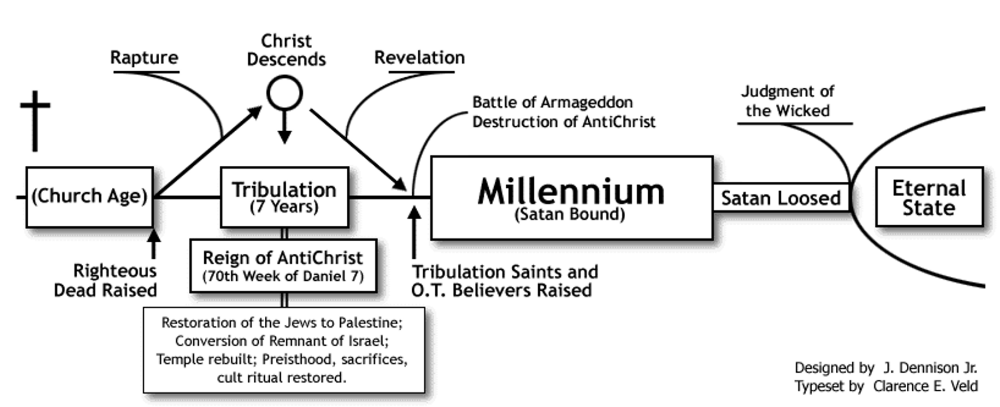 Rapture
Christ
Descends
Revelation
Battle of Armageddon
Destruction of AntiChrist
Judgment of
the Wicked
(Church Age)
Tribulation
(7 Years)
Millennium
(Satan Bound)
Satan Loosed
Eternal
State
Righteous
Dead Raised
Reign of AntiChrist
(70th Week of Daniel 7)
Tribulation Saints and
O.T. Believers Raised
Restoration of the Jews to Palestine;
Conversion of Remnant of Israel;
Temple rebuilt; Preisthood, sacrifices,
cult ritual restored.
Designed by J. Dennison Jr.
Typeset by Clarence E. Veld